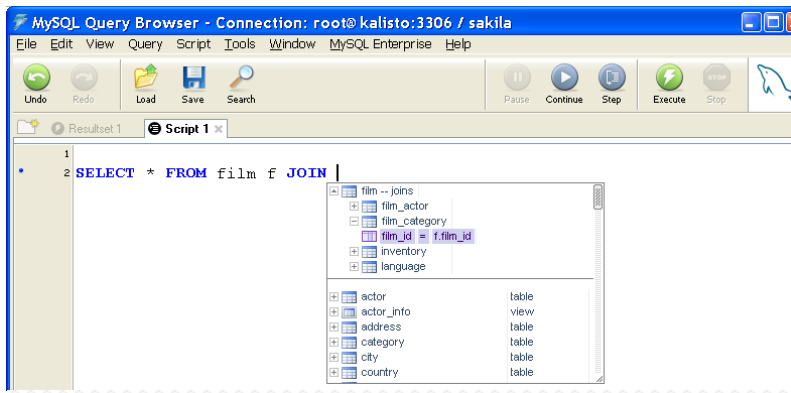 MySQL Query Browser - Connection: root@kalisto:3306 / sakila
File Edit View Query Script Tools Window MySQL Enterprise Help
Undo Redo Load Save Search Pause Continue Step Execute Stop
Resultset 1 Script 1
1
2 SELECT * FROM film f JOIN
film -- joins
film_actor
film_category
film_id = f.film_id
inventory
language
actor table
actor_info view
address table
category table
city table
country table